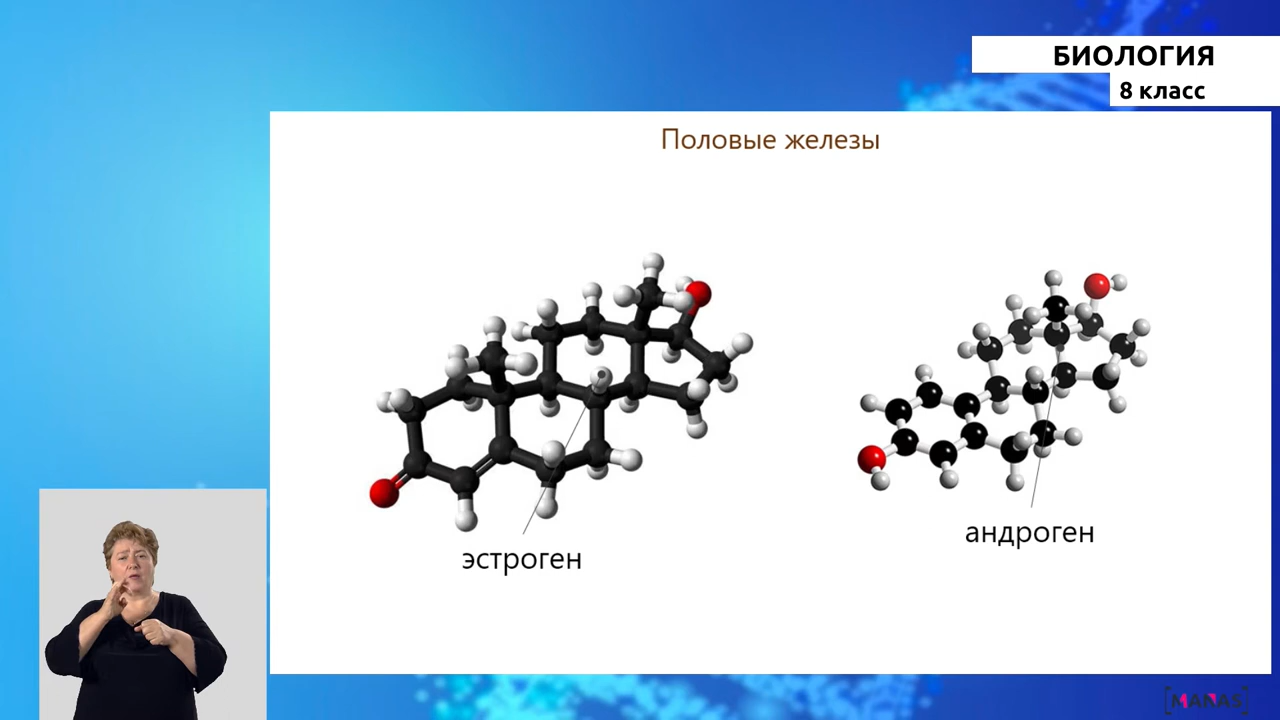 БИОЛОГИЯ
8 класс
Половые железы
эстроген
андроген
MANAS